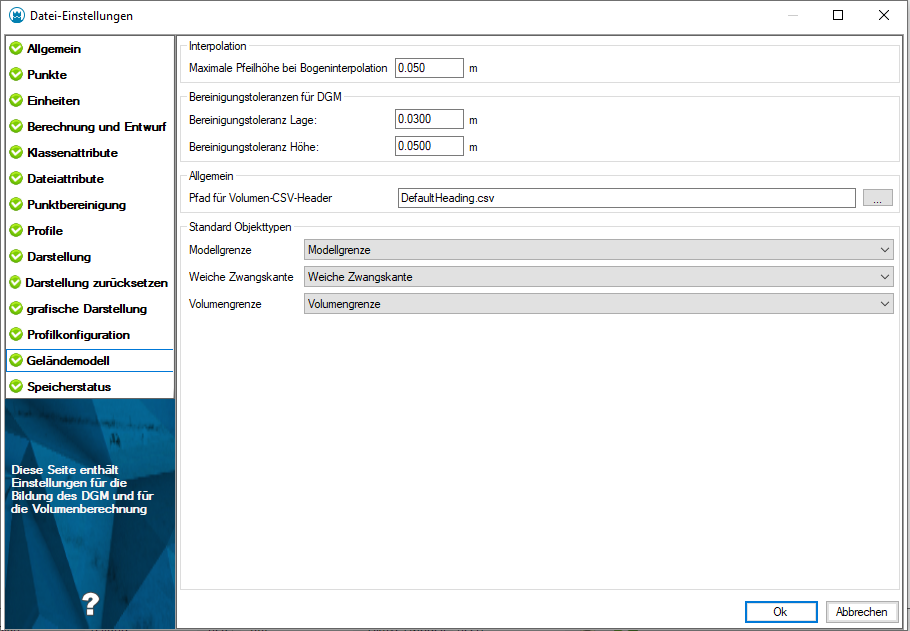 Datei-Einstellungen
Allgemein
Punkte
Einheiten
Berechnung und Entwurf
Klassenattribute
Dateiattribute
Punktbereinigung
Profile
Darstellung
Darstellung zurücksetzen
grafische Darstellung
Profilkonfiguration
Geländemodell
Speicherstatus
Diese Seite enthält
Einstellungen für die
Bildung des DGM und für
die Volumenberechnung
?
Interpolation
Maximale Pfeilhöhe bei Bogeninterpolation 0.050 m
Bereinigungstoleranzen für DGM
Bereinigungstoleranz Lage: 0.0300 m
Bereinigungstoleranz Höhe: 0.0500 m
Allgemein
Pfad für Volumen-CSV-Header DefaultHeading.csv ...
Standard Objekttypen
Modellgrenze Modellgrenze
Weiche Zwangskante Weiche Zwangskante
Volumengrenze Volumengrenze
Ok Abbrechen